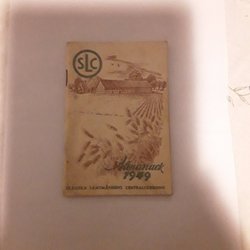 SLC
Almanack
1949
SVENSKA LANTMÄNNENS CENTRALFÖRBUND